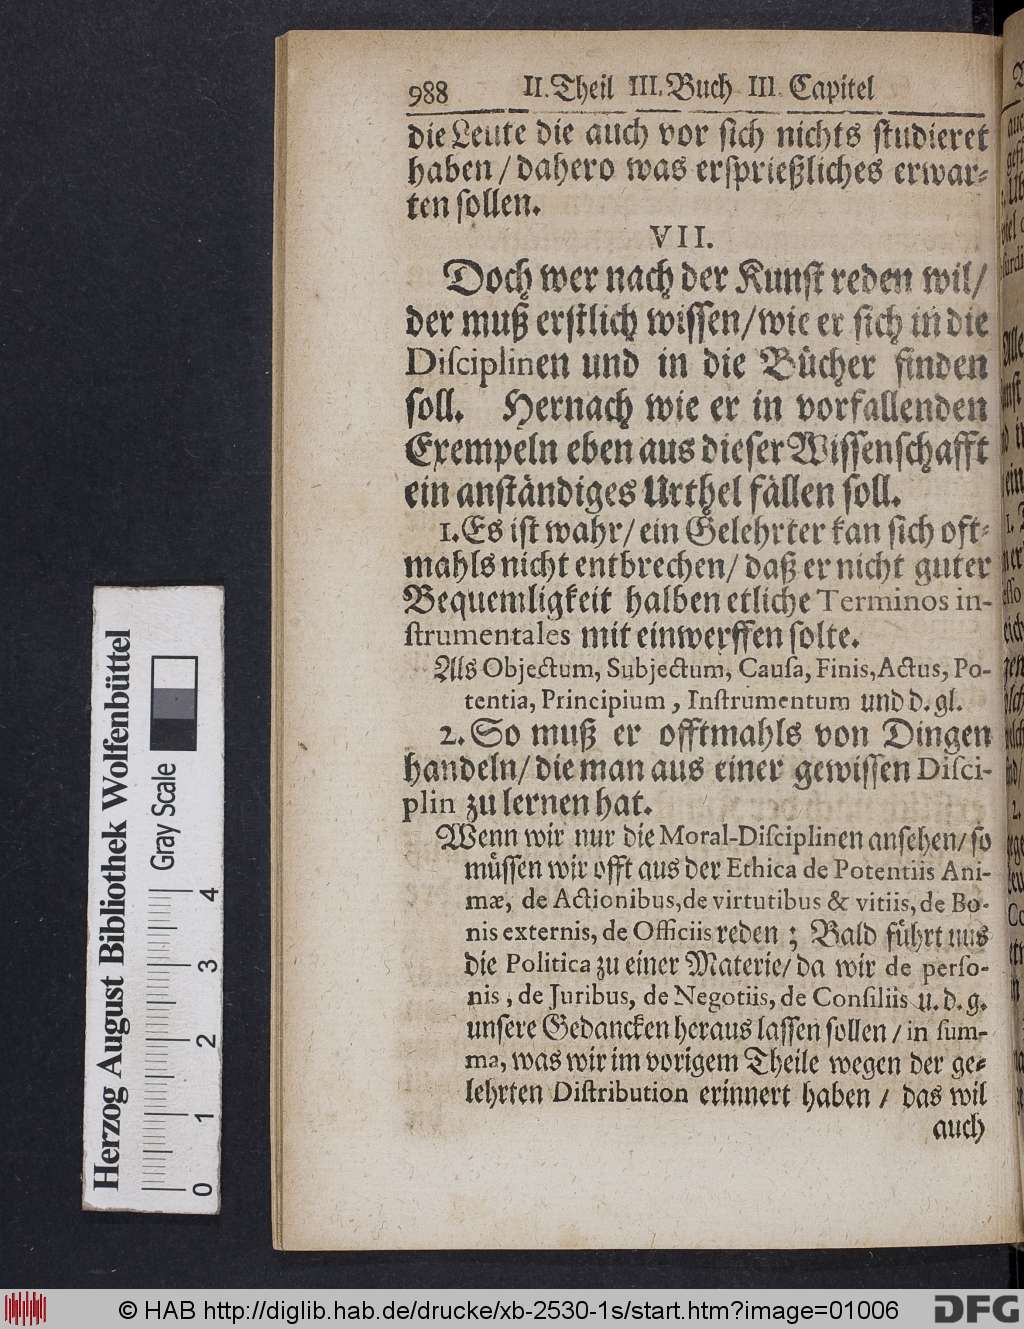 988 II. Theil III. Buch III. Capitel
die Leute die auch vor sich nichts studieret
haben / dahero was ersprießliches erwar-
ten sollen.
VII.
Doch wer nach der Kunst reden wil/
der muß erstlich wissen/wie er sich in die
Disciplinen und in die Bücher finden
soll. Hernach wie er in vorfallenden
Exempeln eben aus dieser Wissenschafft
ein anständiges Urthel fällen soll.
1. Es ist wahr/ ein Gelehrter kan sich oft-
mahls nicht entbrechen/ daß er nicht guter
Bequemligkeit halben etliche Terminos in-
strumentales mit einwerffen solte.
Als Objectum, Subjectum, Causa, Finis, Actus, Po-
tentia, Principium, Instrumentum und d. gl.
2. So muß er offtmahls von Dingen
handeln/ die man aus einer gewissen Disci-
plin zu lernen hat.
Wenn wir nur die Moral-Disciplinen ansehen/ so
müssen wir offt aus der Ethica de Potentiis Ani-
mæ, de Actionibus, de virtutibus & vitiis, de Bo-
nis externis, de Officiis reden; Bald führt uns
die Politica zu einer Materie/ da wir de perso-
nis, de Juribus, de Negotiis, de Consiliis u. d. g.
unsere Gedancken heraus lassen sollen / in sum-
ma, was wir im vorigem Theile wegen der ge-
lehrten Distribution erinnert haben / das wil
auch
Herzog August Bibliothek Wolfenbüttel
Gray Scale
0 1 2 3 4
© HAB http://diglib.hab.de/drucke/xb-2530-1s/start.htm?image=01006
DFG